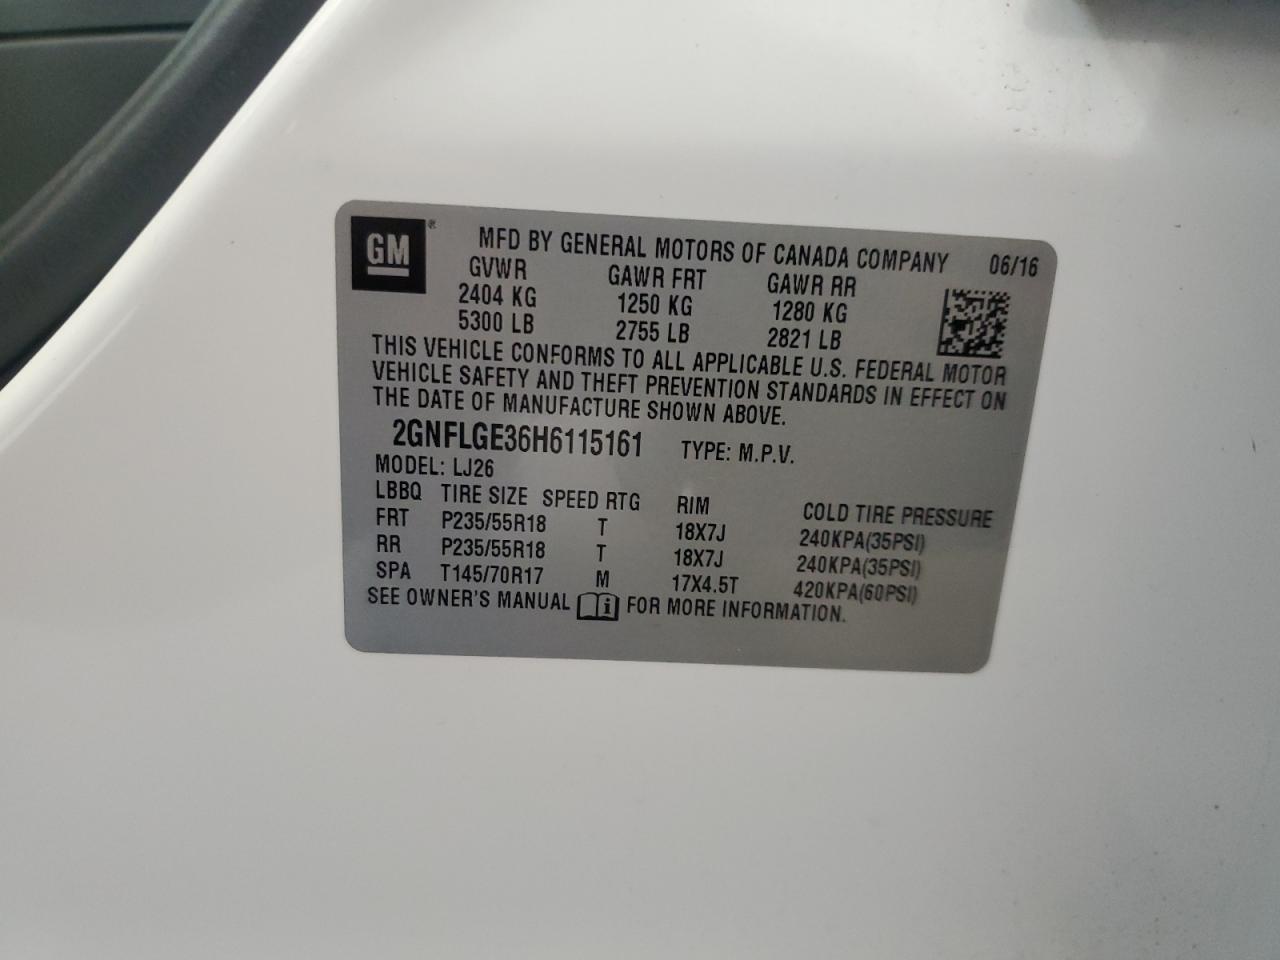 GM ® MFD BY GENERAL MOTORS OF CANADA COMPANY 06/16
GVWR GAWR FRT GAWR RR
2404 KG 1250 KG 1280 KG
5300 LB 2755 LB 2821 LB
THIS VEHICLE CONFORMS TO ALL APPLICABLE U.S. FEDERAL MOTOR
VEHICLE SAFETY AND THEFT PREVENTION STANDARDS IN EFFECT ON
THE DATE OF MANUFACTURE SHOWN ABOVE.
2GNFLGE36H6115161 TYPE: M.P.V.
MODEL: LJ26
LBBQ TIRE SIZE SPEED RTG RIM COLD TIRE PRESSURE
FRT P235/55R18 T 18X7J 240KPA(35PSI)
RR P235/55R18 T 18X7J 240KPA(35PSI)
SPA T145/70R17 M 17X4.5T 420KPA(60PSI)
SEE OWNER'S MANUAL i FOR MORE INFORMATION.